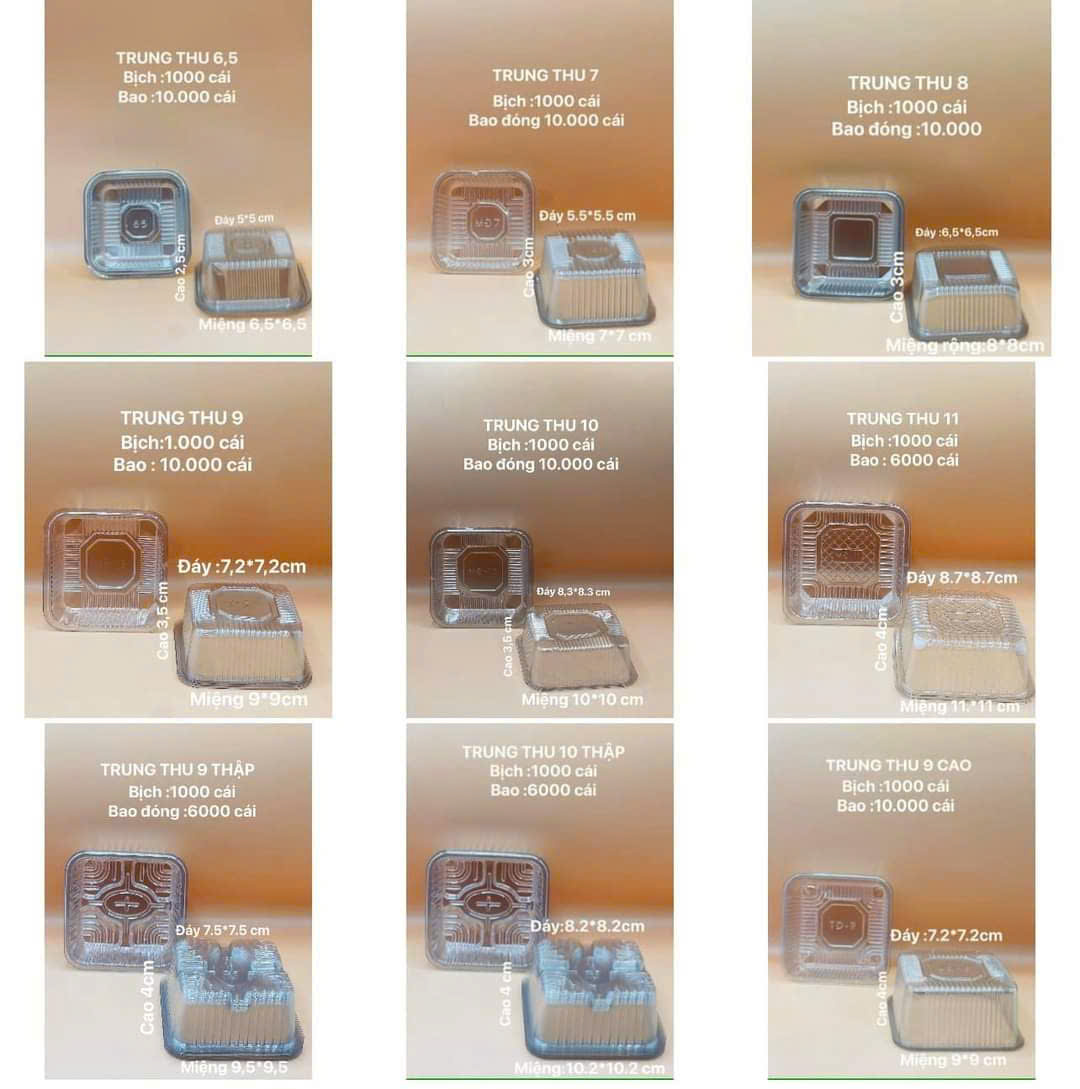 TRUNG THU 6,5
Bịch :1000 cái
Bao :10.000 cái
65
Đáy 5*5 cm
Cao 2,5cm
Miệng 6,5*6,5
TRUNG THU 7
Bịch :1000 cái
Bao đóng 10.000 cái
MĐ7
Đáy 5.5*5.5 cm
Cao 3cm
Miệng 7*7 cm
TRUNG THU 8
Bịch :1000 cái
Bao đóng :10.000
Đáy :6,5*6,5cm
Cao 3cm
Miệng rộng:8*8cm
TRUNG THU 9
Bịch:1.000 cái
Bao : 10.000 cái
Đáy :7,2*7,2cm
Cao 3,5 cm
Miệng 9*9cm
TRUNG THU 10
Bịch :1000 cái
Bao đóng 10.000 cái
Đáy 8,3*8.3 cm
Cao 3,5 cm
Miệng 10*10 cm
TRUNG THU 11
Bịch :1000 cái
Bao : 6000 cái
Đáy 8.7*8.7cm
Cao 4cm
Miệng 11.*11 cm
TRUNG THU 9 THẬP
Bịch :1000 cái
Bao đóng :6000 cái
Đáy 7.5*7.5 cm
Cao 4cm
Miệng 9,5*9,5
TRUNG THU 10 THẬP
Bịch :1000 cái
Bao :6000 cái
Đáy:8.2*8.2cm
Cao 4 cm
Miệng:10.2*10.2 cm
TRUNG THU 9 CAO
Bịch :1000 cái
Bao :10.000 cái
TD-9
Đáy :7.2*7.2cm
Cao 4cm
Miệng 9*9 cm